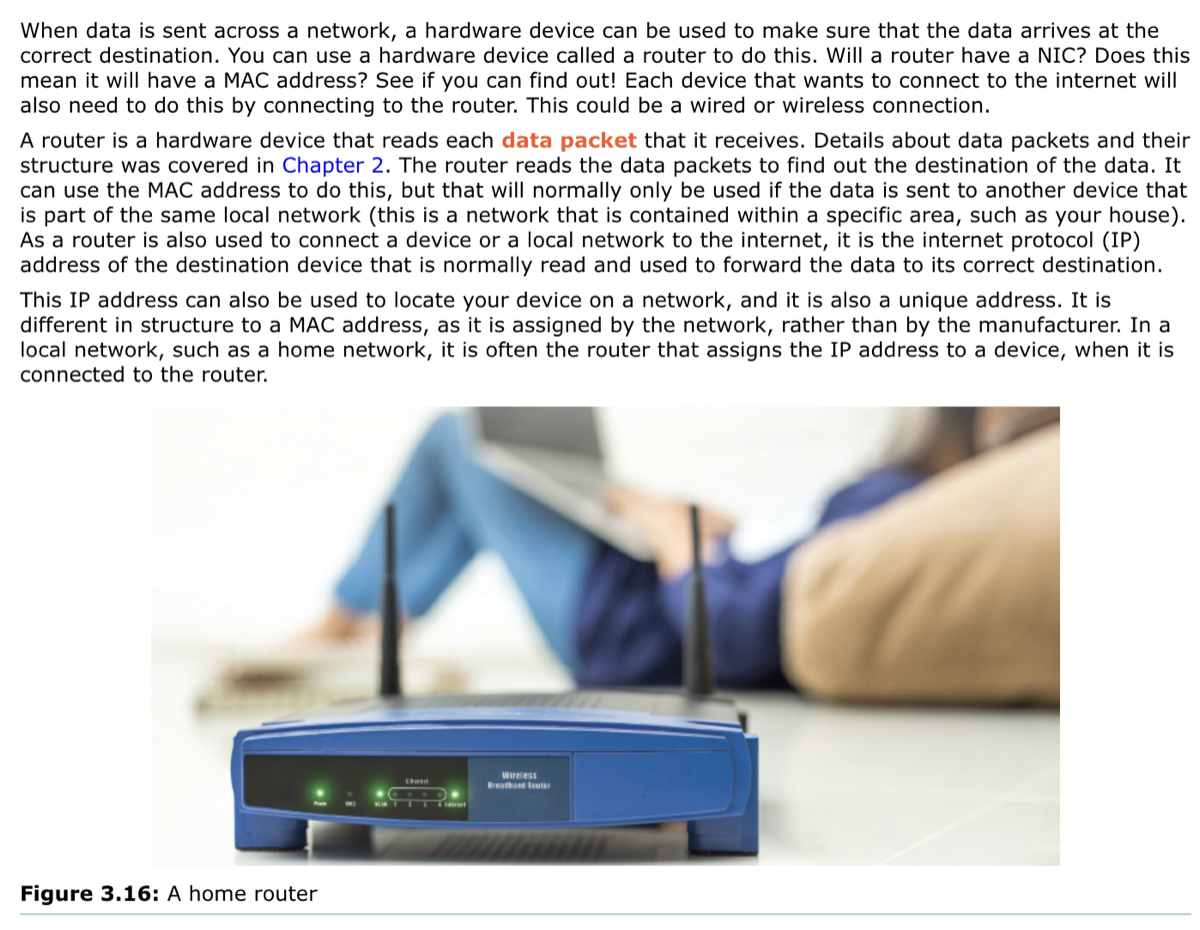 When data is sent across a network, a hardware device can be used to make sure that the data arrives at the
correct destination. You can use a hardware device called a router to do this. Will a router have a NIC? Does this
mean it will have a MAC address? See if you can find out! Each device that wants to connect to the internet will
also need to do this by connecting to the router. This could be a wired or wireless connection.
A router is a hardware device that reads each data packet that it receives. Details about data packets and their
structure was covered in Chapter 2. The router reads the data packets to find out the destination of the data. It
can use the MAC address to do this, but that will normally only be used if the data is sent to another device that
is part of the same local network (this is a network that is contained within a specific area, such as your house).
As a router is also used to connect a device or a local network to the internet, it is the internet protocol (IP)
address of the destination device that is normally read and used to forward the data to its correct destination.
This IP address can also be used to locate your device on a network, and it is also a unique address. It is
different in structure to a MAC address, as it is assigned by the network, rather than by the manufacturer. In a
local network, such as a home network, it is often the router that assigns the IP address to a device, when it is
connected to the router.
Ethernet
Wireless
Broadband Router
Power DMZ WLAN 1 2 3 4 Internet
Figure 3.16: A home router